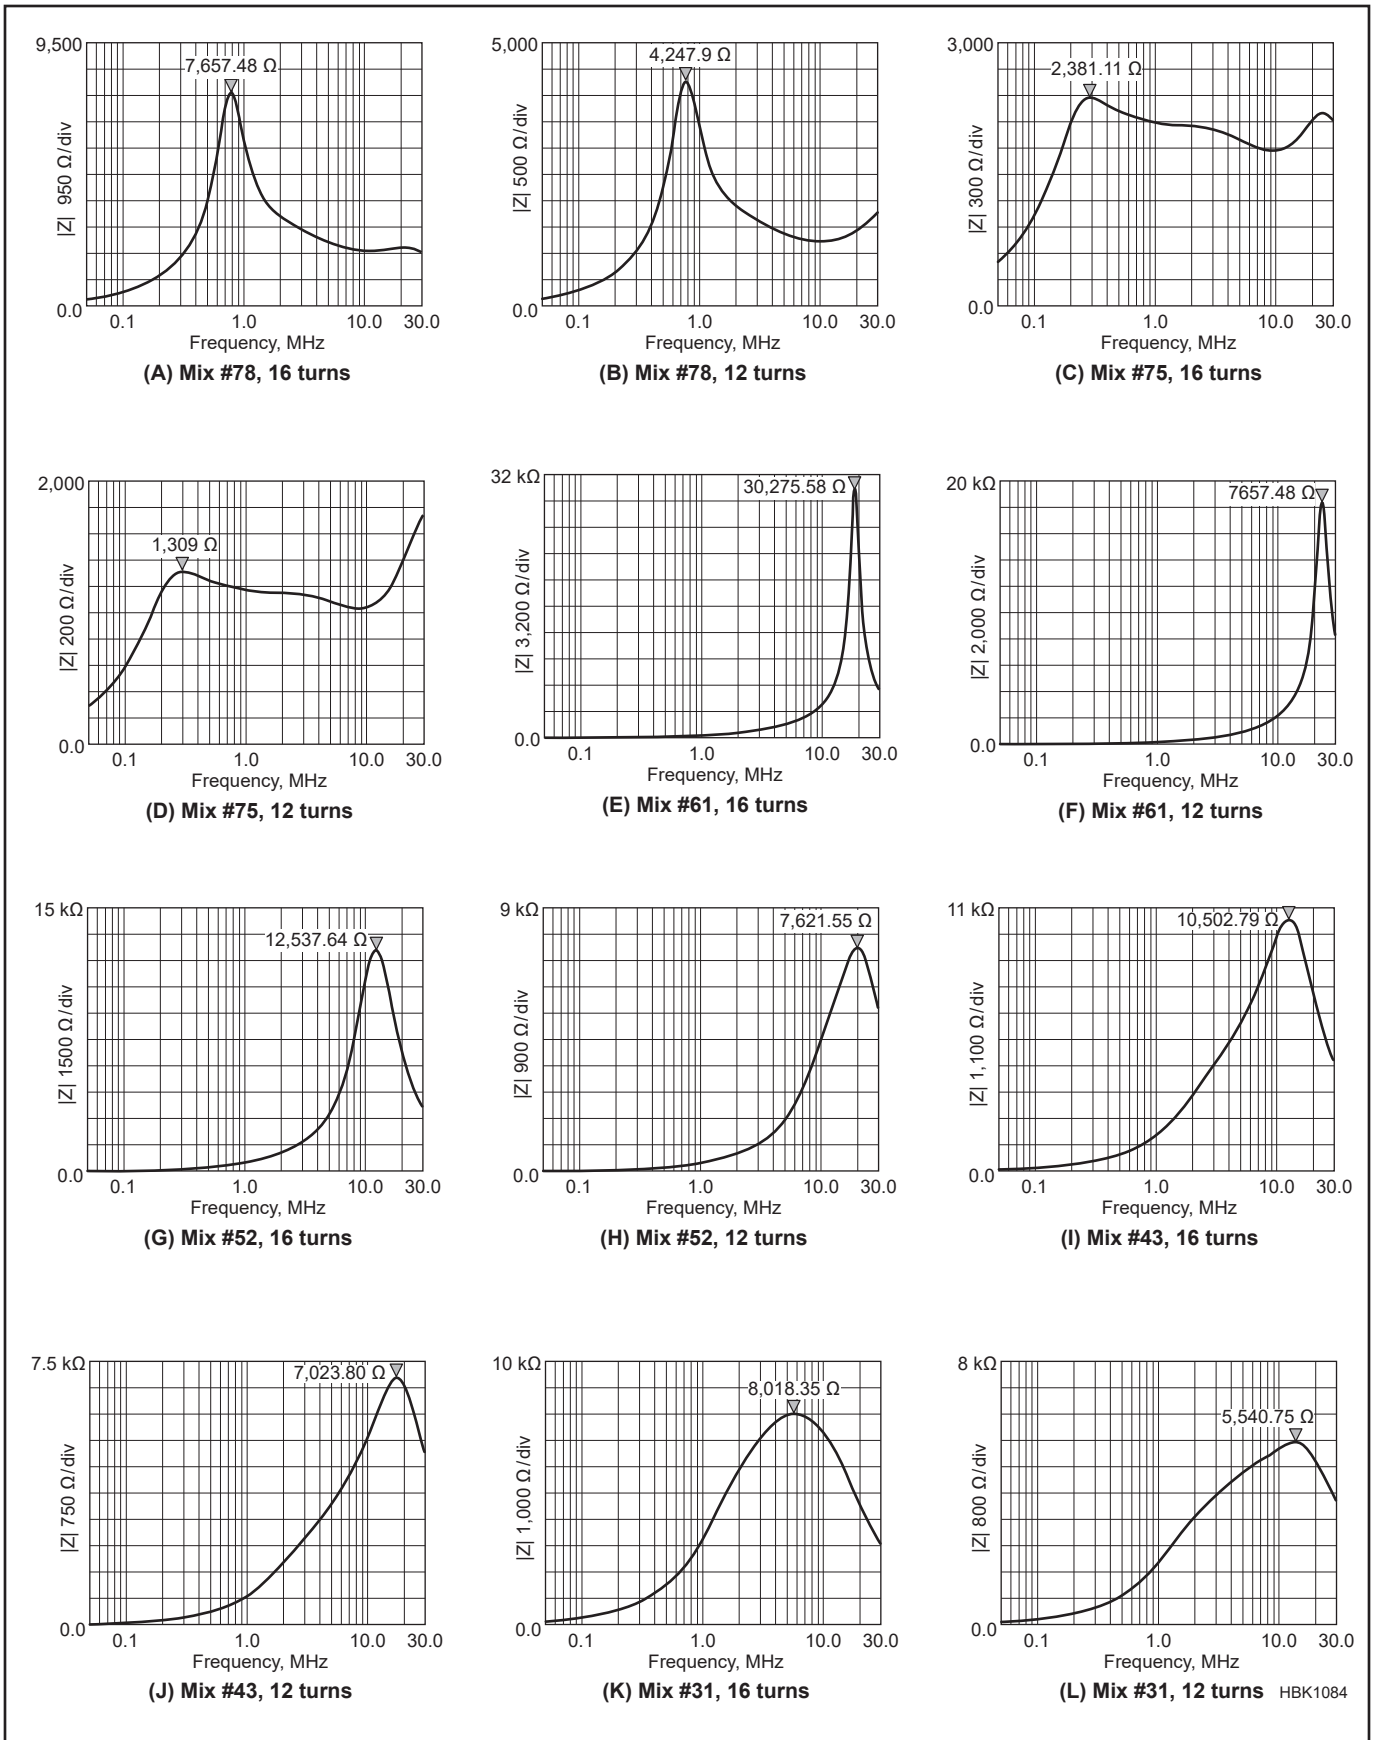 9,500
7,657.48 Ω
|Z| 950 Ω/div
0.0
0.1 1.0 10.0 30.0
Frequency, MHz
(A) Mix #78, 16 turns
5,000
4,247.9 Ω
|Z| 500 Ω/div
0.0
0.1 1.0 10.0 30.0
Frequency, MHz
(B) Mix #78, 12 turns
3,000
2,381.11 Ω
|Z| 300 Ω/div
0.0
0.1 1.0 10.0 30.0
Frequency, MHz
(C) Mix #75, 16 turns
2,000
1,309 Ω
|Z| 200 Ω/div
0.0
0.1 1.0 10.0 30.0
Frequency, MHz
(D) Mix #75, 12 turns
32 kΩ
30,275.58 Ω
|Z| 3,200 Ω/div
0.0
0.1 1.0 10.0 30.0
Frequency, MHz
(E) Mix #61, 16 turns
20 kΩ
7657.48 Ω
|Z| 2,000 Ω/div
0.0
0.1 1.0 10.0 30.0
Frequency, MHz
(F) Mix #61, 12 turns
15 kΩ
12,537.64 Ω
|Z| 1500 Ω/div
0.0
0.1 1.0 10.0 30.0
Frequency, MHz
(G) Mix #52, 16 turns
9 kΩ
7,621.55 Ω
|Z| 900 Ω/div
0.0
0.1 1.0 10.0 30.0
Frequency, MHz
(H) Mix #52, 12 turns
11 kΩ
10,502.79 Ω
|Z| 1,100 Ω/div
0.0
0.1 1.0 10.0 30.0
Frequency, MHz
(I) Mix #43, 16 turns
7.5 kΩ
7,023.80 Ω
|Z| 750 Ω/div
0.0
0.1 1.0 10.0 30.0
Frequency, MHz
(J) Mix #43, 12 turns
10 kΩ
8,018.35 Ω
|Z| 1,000 Ω/div
0.0
0.1 1.0 10.0 30.0
Frequency, MHz
(K) Mix #31, 16 turns
8 kΩ
5,540.75 Ω
|Z| 800 Ω/div
0.0
0.1 1.0 10.0 30.0
Frequency, MHz
(L) Mix #31, 12 turns
HBK1084